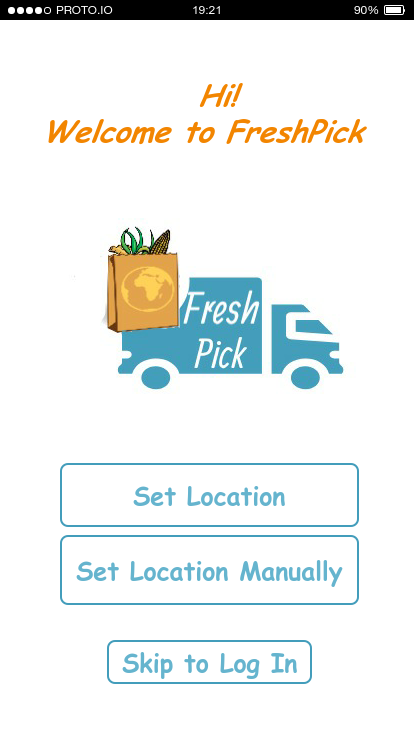 PROTO.IO 19:21 90%
Hi!
Welcome to FreshPick
Fresh
Pick
Set Location
Set Location Manually
Skip to Log In